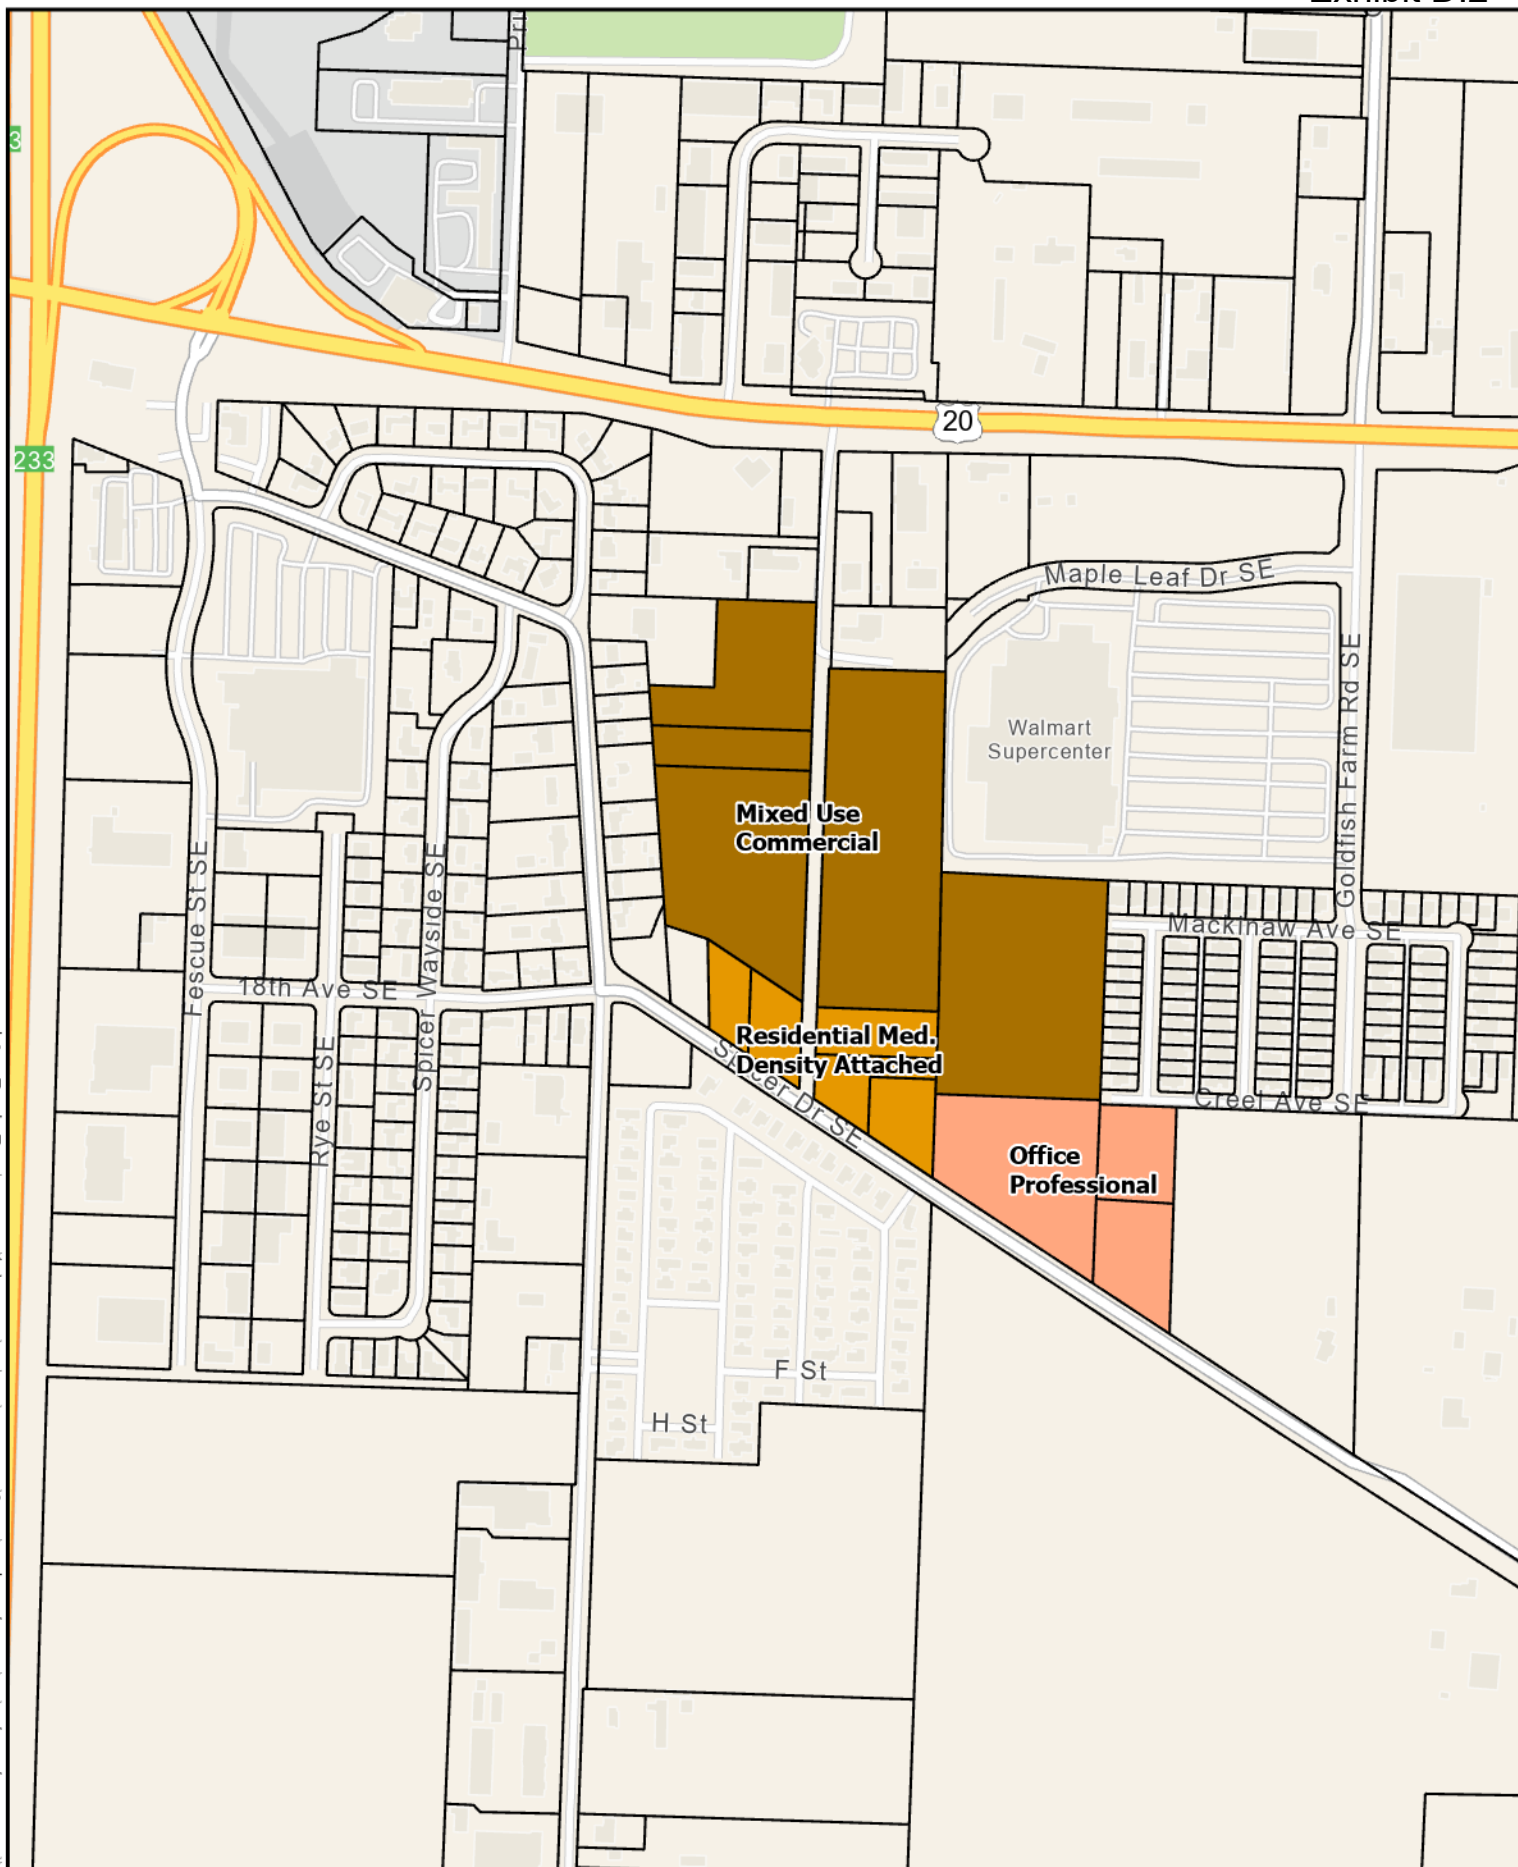 Pri
3
20
233
Maple Leaf Dr SE
Goldfish Farm Rd SE
Walmart
Supercenter
Mixed Use
Commercial
Fescue St SE
Spicer Wayside SE
Mackinaw Ave SE
18th Ave SE
Residential Med.
Density Attached
Rye St SE
Spicer Dr SE
Creel Ave SE
Office
Professional
F St
H St